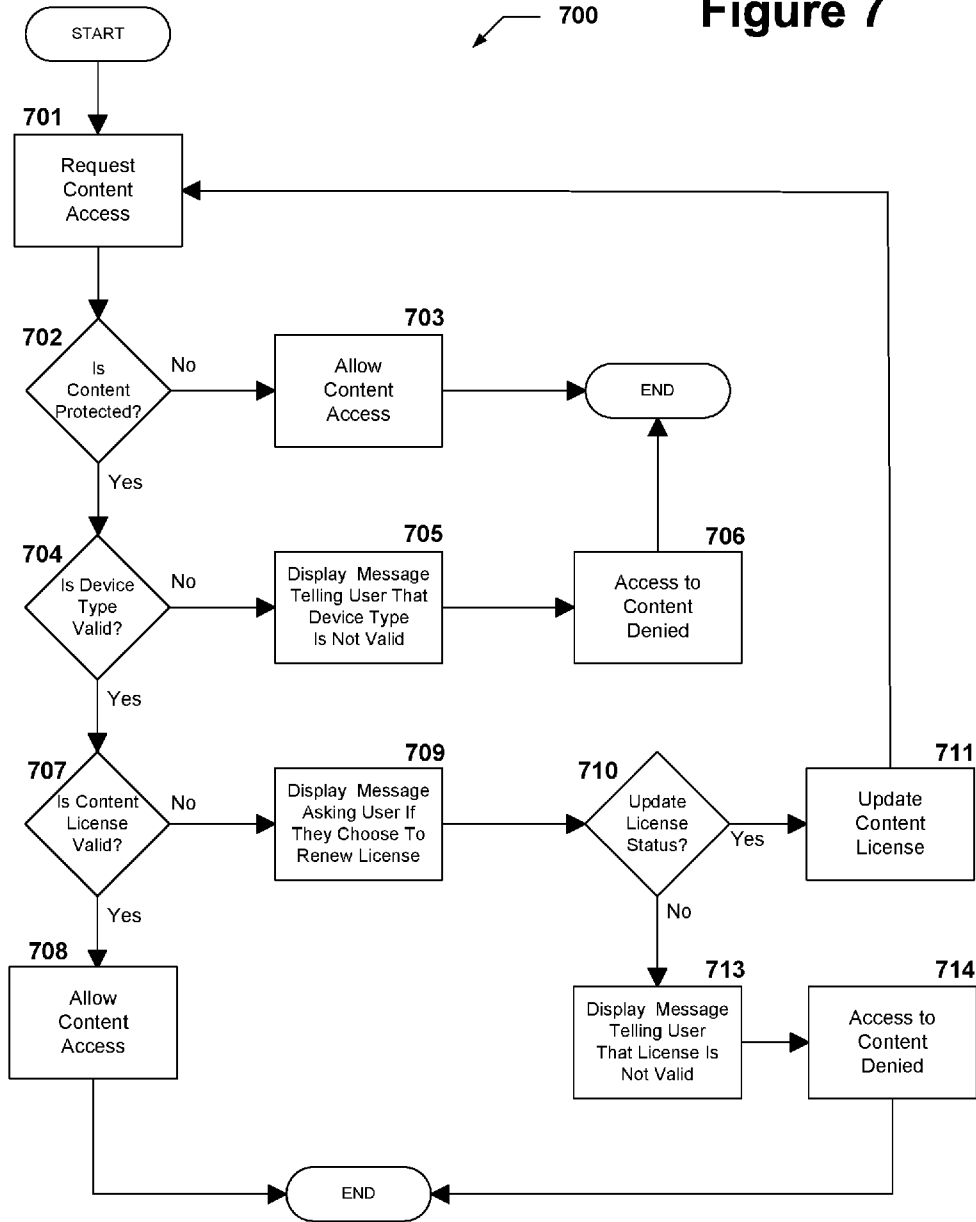 START
700
Figure 7
701
Request
Content
Access
702
Is
Content
Protected?
No
703
Allow
Content
Access
END
Yes
704
Is Device
Type
Valid?
No
705
Display Message
Telling User That
Device Type
Is Not Valid
706
Access to
Content
Denied
Yes
707
Is Content
License
Valid?
No
709
Display Message
Asking User If
They Choose To
Renew License
710
Update
License
Status?
Yes
711
Update
Content
License
Yes
No
708
Allow
Content
Access
713
Display Message
Telling User
That License Is
Not Valid
714
Access to
Content
Denied
END